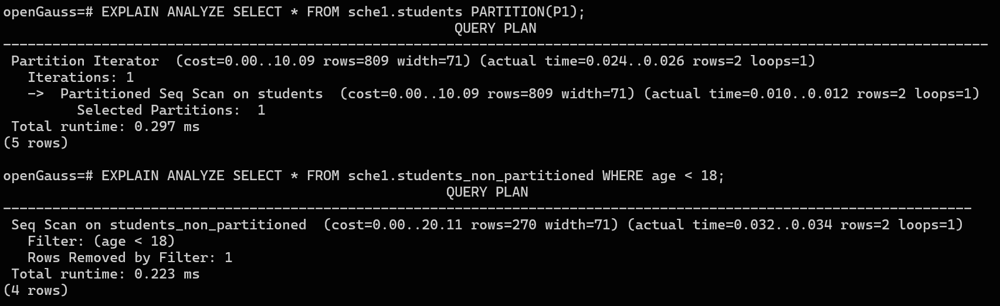 openGauss=# EXPLAIN ANALYZE SELECT * FROM sche1.students PARTITION(P1);
QUERY PLAN
------------------------------------------------------------------------------------------------------------------------
Partition Iterator  (cost=0.00..10.09 rows=809 width=71) (actual time=0.024..0.026 rows=2 loops=1)
Iterations: 1
->  Partitioned Seq Scan on students  (cost=0.00..10.09 rows=809 width=71) (actual time=0.010..0.012 rows=2 loops=1)
Selected Partitions:  1
Total runtime: 0.297 ms
(5 rows)
openGauss=# EXPLAIN ANALYZE SELECT * FROM sche1.students_non_partitioned WHERE age < 18;
QUERY PLAN
----------------------------------------------------------------------------------------------------------------------
Seq Scan on students_non_partitioned  (cost=0.00..20.11 rows=270 width=71) (actual time=0.032..0.034 rows=2 loops=1)
Filter: (age < 18)
Rows Removed by Filter: 1
Total runtime: 0.223 ms
(4 rows)